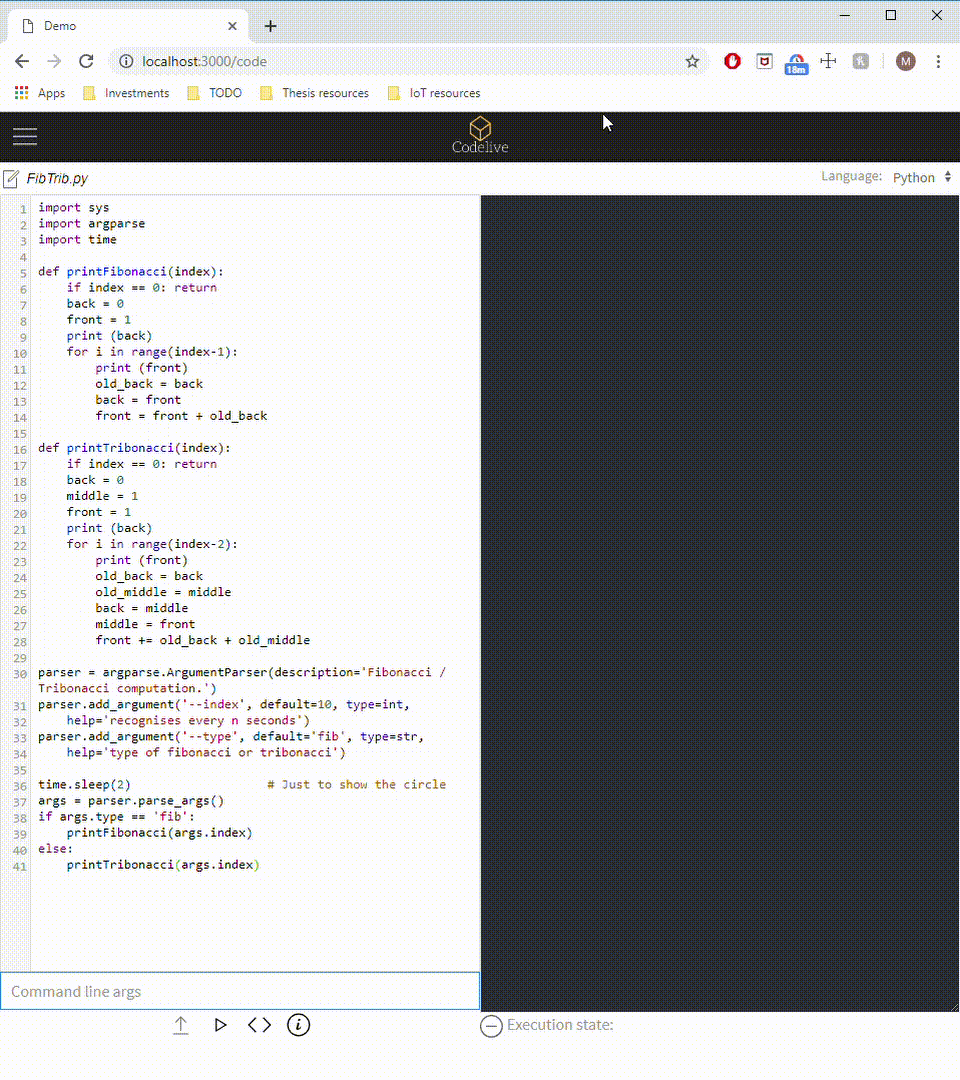 Demo
localhost:3000/code
18m
M
Apps Investments TODO Thesis resources IoT resources
Codelive
FibTrib.py
Language: Python
1 import sys
2 import argparse
3 import time
4
5 def printFibonacci(index):
6 if index == 0: return
7 back = 0
8 front = 1
9 print (back)
10 for i in range(index-1):
11 print (front)
12 old_back = back
13 back = front
14 front = front + old_back
15
16 def printTribonacci(index):
17 if index == 0: return
18 back = 0
19 middle = 1
20 front = 1
21 print (back)
22 for i in range(index-2):
23 print (front)
24 old_back = back
25 old_middle = middle
26 back = middle
27 middle = front
28 front += old_back + old_middle
29
30 parser = argparse.ArgumentParser(description='Fibonacci /
Tribonacci computation.')
31 parser.add_argument('--index', default=10, type=int,
32 help='recognises every n seconds')
33 parser.add_argument('--type', default='fib', type=str,
34 help='type of fibonacci or tribonacci')
35
36 time.sleep(2) # Just to show the circle
37 args = parser.parse_args()
38 if args.type == 'fib':
39 printFibonacci(args.index)
40 else:
41 printTribonacci(args.index)
Command line args
Execution state: